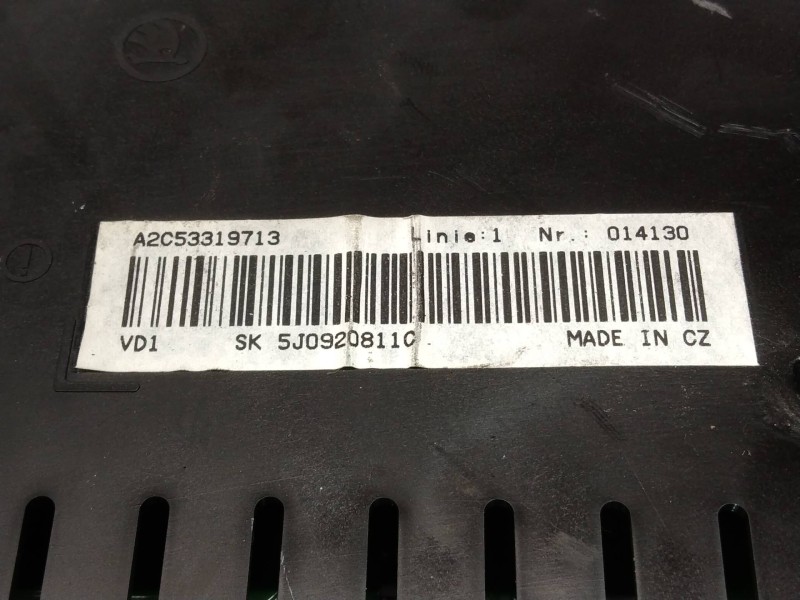 A2C53319713 Linie:1 Nr.: 014130
VD1 SK 5J0920811C MADE IN CZ